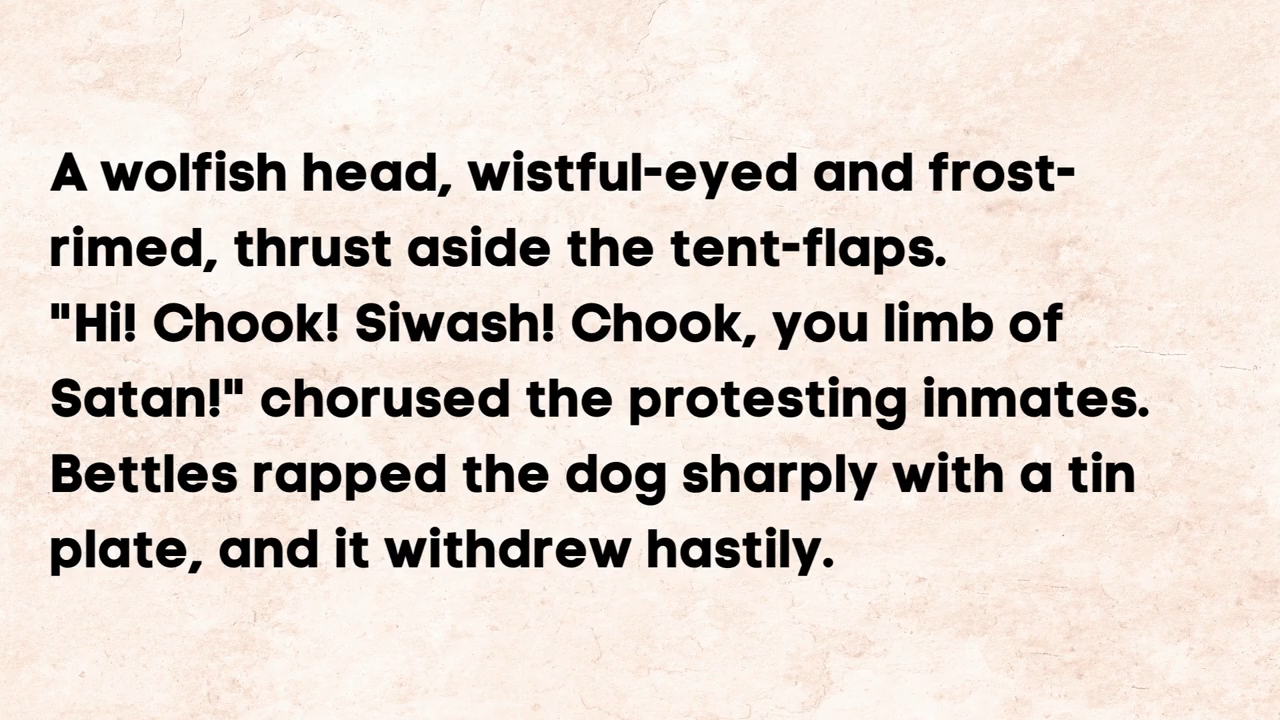 A wolfish head, wistful-eyed and frost-
rimed, thrust aside the tent-flaps.
"Hi! Chook! Siwash! Chook, you limb of
Satan!" chorused the protesting inmates.
Bettles rapped the dog sharply with a tin
plate, and it withdrew hastily.